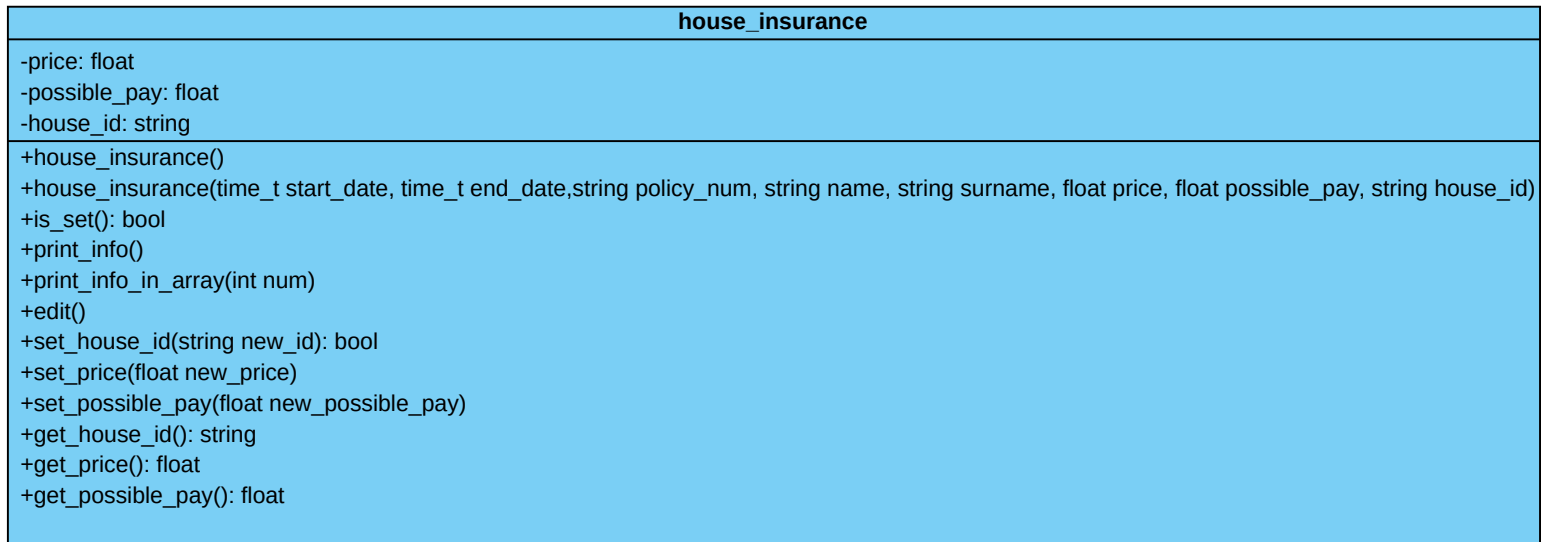 house_insurance
-price: float
-possible_pay: float
-house_id: string
+house_insurance()
+house_insurance(time_t start_date, time_t end_date,string policy_num, string name, string surname, float price, float possible_pay, string house_id)
+is_set(): bool
+print_info()
+print_info_in_array(int num)
+edit()
+set_house_id(string new_id): bool
+set_price(float new_price)
+set_possible_pay(float new_possible_pay)
+get_house_id(): string
+get_price(): float
+get_possible_pay(): float